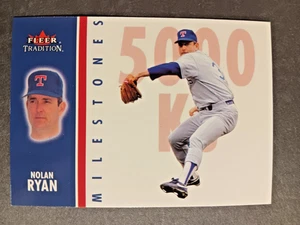 FLEER
TRADITION
T
NOLAN
RYAN
MILESTONES
5000
K's